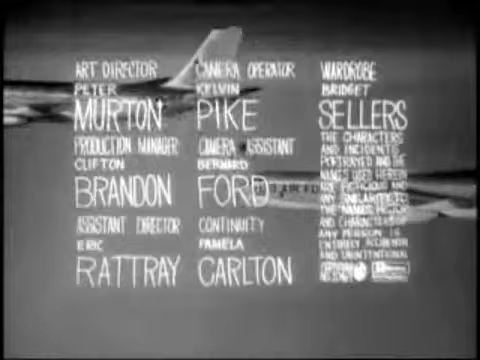 ART DIRECTOR
PETER
MURTON
PRODUCTION MANAGER
CLIFTON
BRANDON
ASSISTANT DIRECTOR
ERIC
RATTRAY
CAMERA OPERATOR
KELVIN
PIKE
CAMERA ASSISTANT
BERNARD
FORD
CONTINUITY
PAMELA
CARLTON
WARDROBE
BRIDGET
SELLERS
THE CHARACTERS
AND INCIDENTS
PORTRAYED AND THE
NAMES USED HEREIN
ARE FICTITIOUS AND
ANY SIMILARITY TO
THE NAMES
AND CHARACTERS OF
ANY PERSON IS
ENTIRELY ACCIDENTAL
AND UNINTENTIONAL